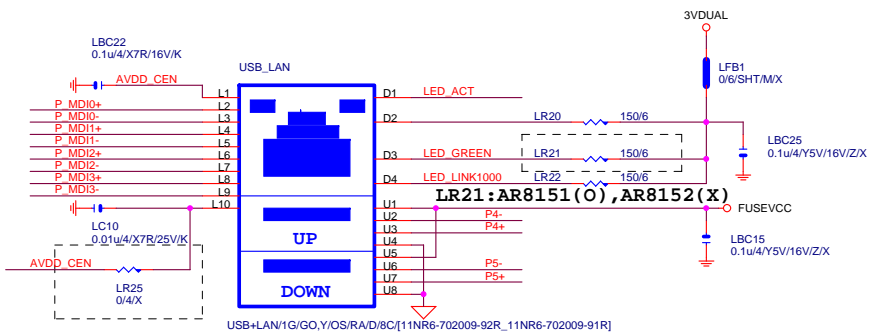 3VDUAL
LBC22
0.1u/4/X7R/16V/K
LFB1
0/6/SHT/M/X
USB_LAN
AVDD_CEN
L1
D1
LED_ACT
P_MDI0+
L2
P_MDI0-
L3
D2
LR20
150/6
P_MDI1+
L4
P_MDI1-
L5
LBC25
0.1u/4/Y5V/16V/Z/X
P_MDI2+
L6
D3
LED_GREEN
LR21
150/6
P_MDI2-
L7
P_MDI3+
L8
D4
LED_LINK1000
LR22
150/6
P_MDI3-
L9
LR21:AR8151(O),AR8152(X)
L10
U1
FUSEVCC
LC10
0.01u/4/X7R/25V/K
U2
P4-
UP
U3
P4+
U4
LBC15
0.1u/4/Y5V/16V/Z/X
U5
AVDD_CEN
U6
P5-
LR25
0/4/X
U7
P5+
DOWN
U8
USB+LAN/1G/GO,Y/OS/RA/D/8C/[11NR6-702009-92R_11NR6-702009-91R]